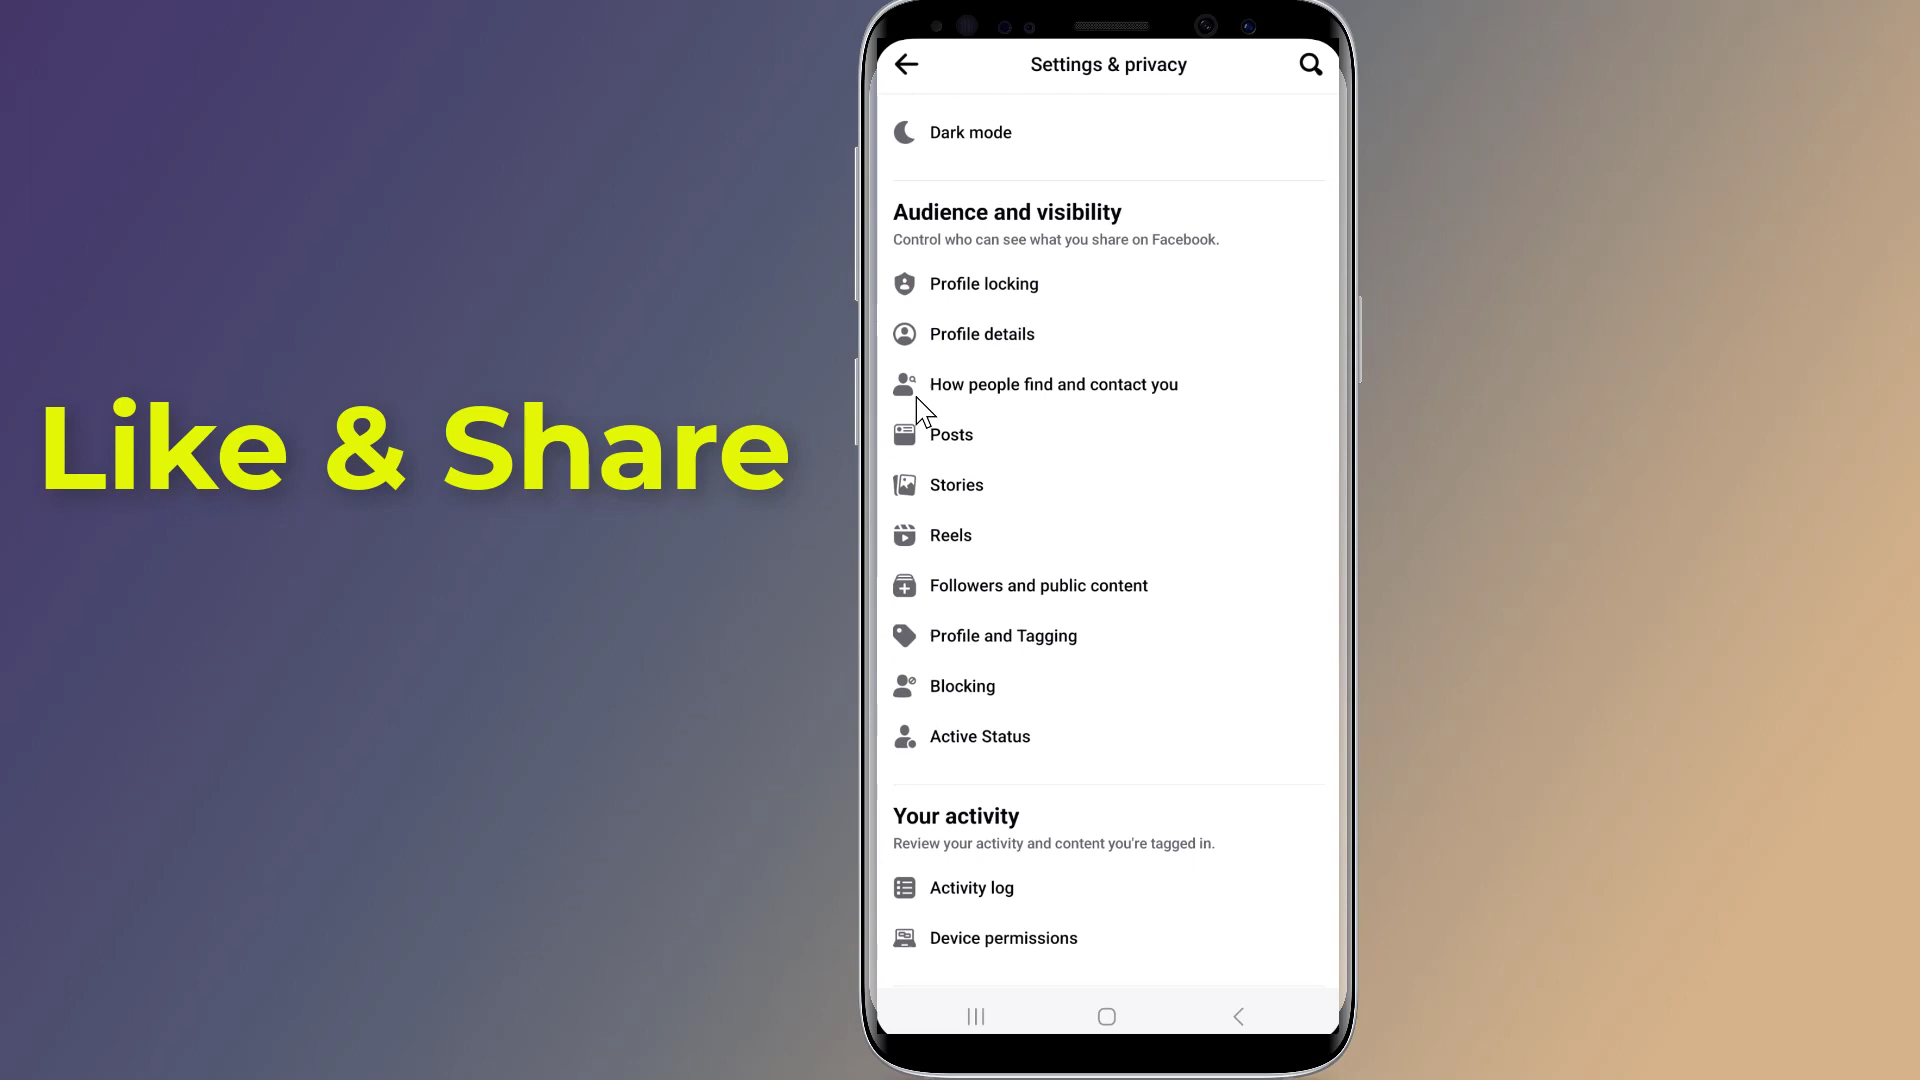 Like & Share
Settings & privacy
Dark mode
Audience and visibility
Control who can see what you share on Facebook.
Profile locking
Profile details
How people find and contact you
Posts
Stories
Reels
Followers and public content
Profile and Tagging
Blocking
Active Status
Your activity
Review your activity and content you're tagged in.
Activity log
Device permissions